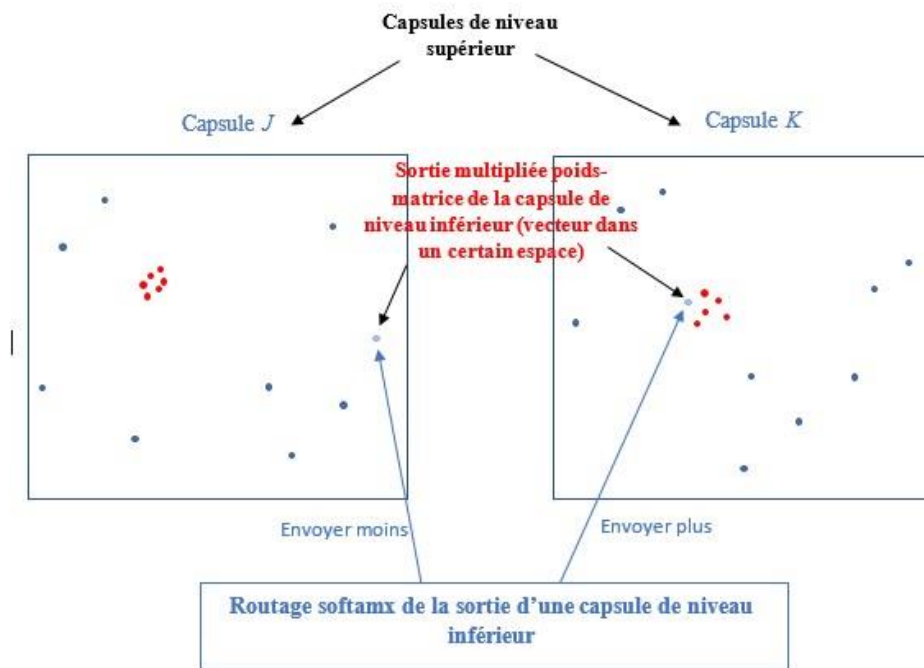 Capsules de niveau
supérieur
Capsule J
Capsule K
Sortie multipliée poids-
matrice de la capsule de
niveau inférieur (vecteur dans
un certain espace)
Envoyer moins
Envoyer plus
Routage softamx de la sortie d'une capsule de niveau
inférieur